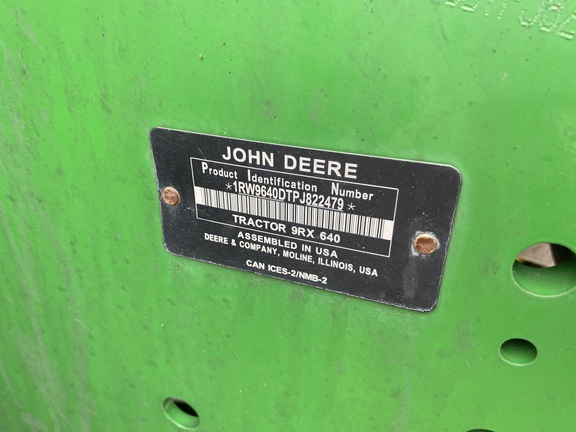 JOHN DEERE
Product Identification Number
*1RW9640DTPJ822479*
TRACTOR 9RX 640
ASSEMBLED IN USA
DEERE & COMPANY, MOLINE, ILLINOIS, USA
CAN ICES-2/NMB-2